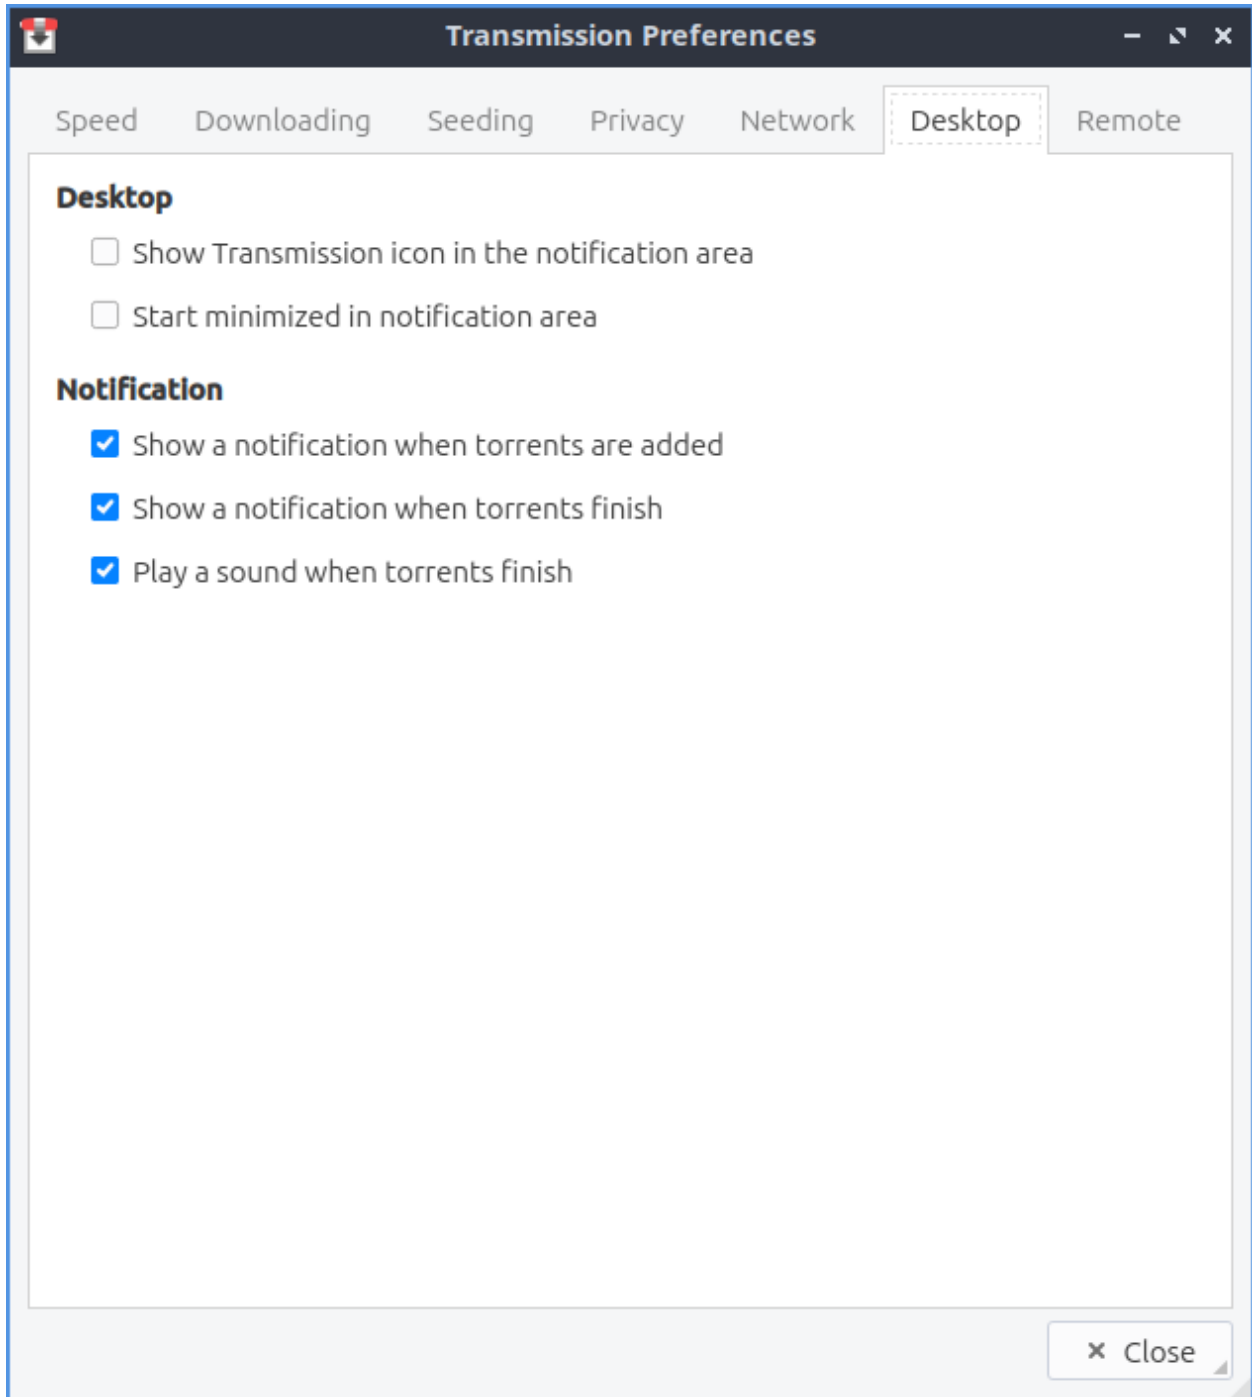 Transmission Preferences
Speed Downloading Seeding Privacy Network Desktop Remote
Desktop
Show Transmission icon in the notification area
Start minimized in notification area
Notification
Show a notification when torrents are added
Show a notification when torrents finish
Play a sound when torrents finish
Close